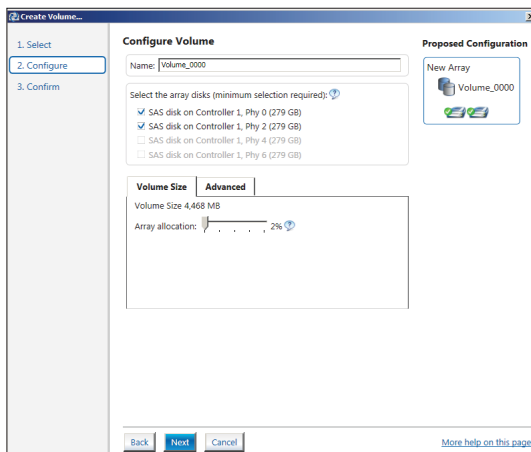 Create Volume...
1. Select
2. Configure
3. Confirm
Configure Volume
Name: Volume_0000
Select the array disks (minimum selection required):
SAS disk on Controller 1, Phy 0 (279 GB)
SAS disk on Controller 1, Phy 2 (279 GB)
SAS disk on Controller 1, Phy 4 (279 GB)
SAS disk on Controller 1, Phy 6 (279 GB)
Volume Size Advanced
Volume Size 4,468 MB
Array allocation: 2%
Proposed Configuration
New Array
Volume_0000
Back Next Cancel
More help on this page